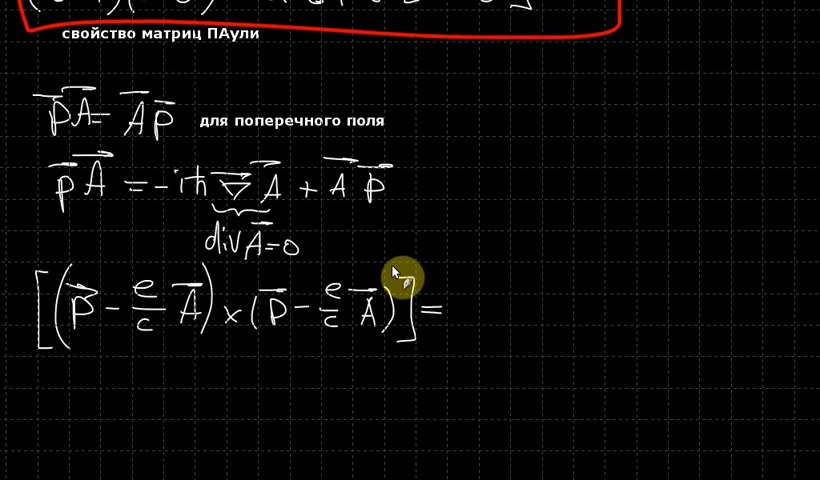 свойство матриц ПАули
p⃗A⃗ = A⃗p⃗ для поперечного поля
p⃗A⃗ = -iħ∇⃗A⃗ + A⃗p⃗
divA⃗=0
[(p⃗ - e/c A⃗) × (p⃗ - e/c A⃗)] =